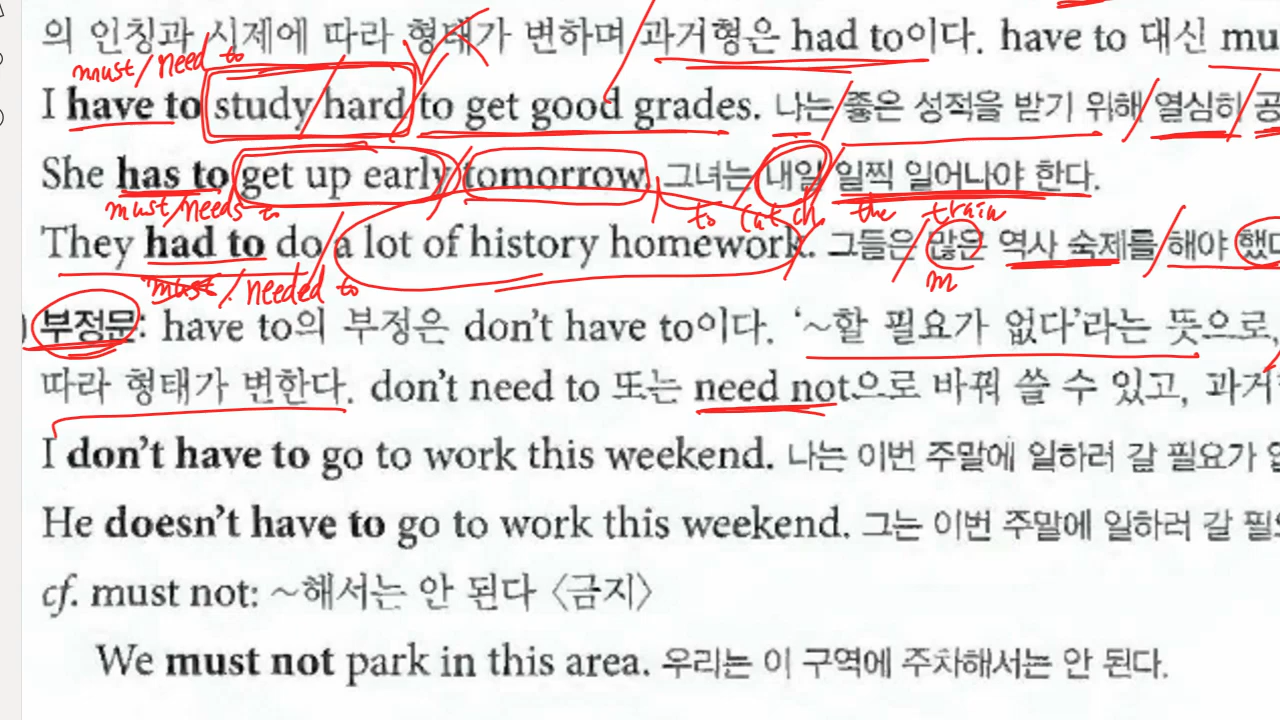 의 인칭과 시제에 따라 형태가 변하며 과거형은 had to이다. have to 대신 mu
must/need to
I have to study hard to get good grades. 나는 좋은 성적을 받기 위해 열심히 공
She has to get up early tomorrow. 그녀는 내일 일찍 일어나야 한다.
must/needs to to catch the train
They had to do a lot of history homework. 그들은 많은 역사 숙제를 해야 했다
must / needed to m
부정문: have to의 부정은 don't have to이다. '~할 필요가 없다'라는 뜻으로,
따라 형태가 변한다. don't need to 또는 need not으로 바꿔 쓸 수 있고, 과거
I don't have to go to work this weekend. 나는 이번 주말에 일하러 갈 필요가 없
He doesn't have to go to work this weekend. 그는 이번 주말에 일하러 갈 필
cf. must not: ~해서는 안 된다 〈금지〉
We must not park in this area. 우리는 이 구역에 주차해서는 안 된다.